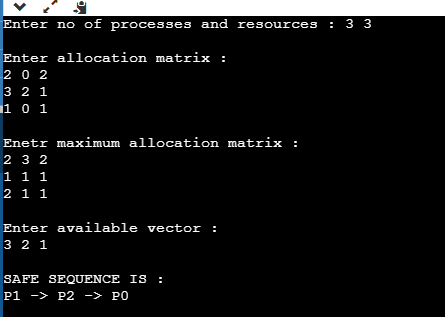 Enter no of processes and resources : 3 3
Enter allocation matrix :
2 0 2
3 2 1
1 0 1
Enetr maximum allocation matrix :
2 3 2
1 1 1
2 1 1
Enter available vector :
3 2 1
SAFE SEQUENCE IS :
P1 -> P2 -> P0